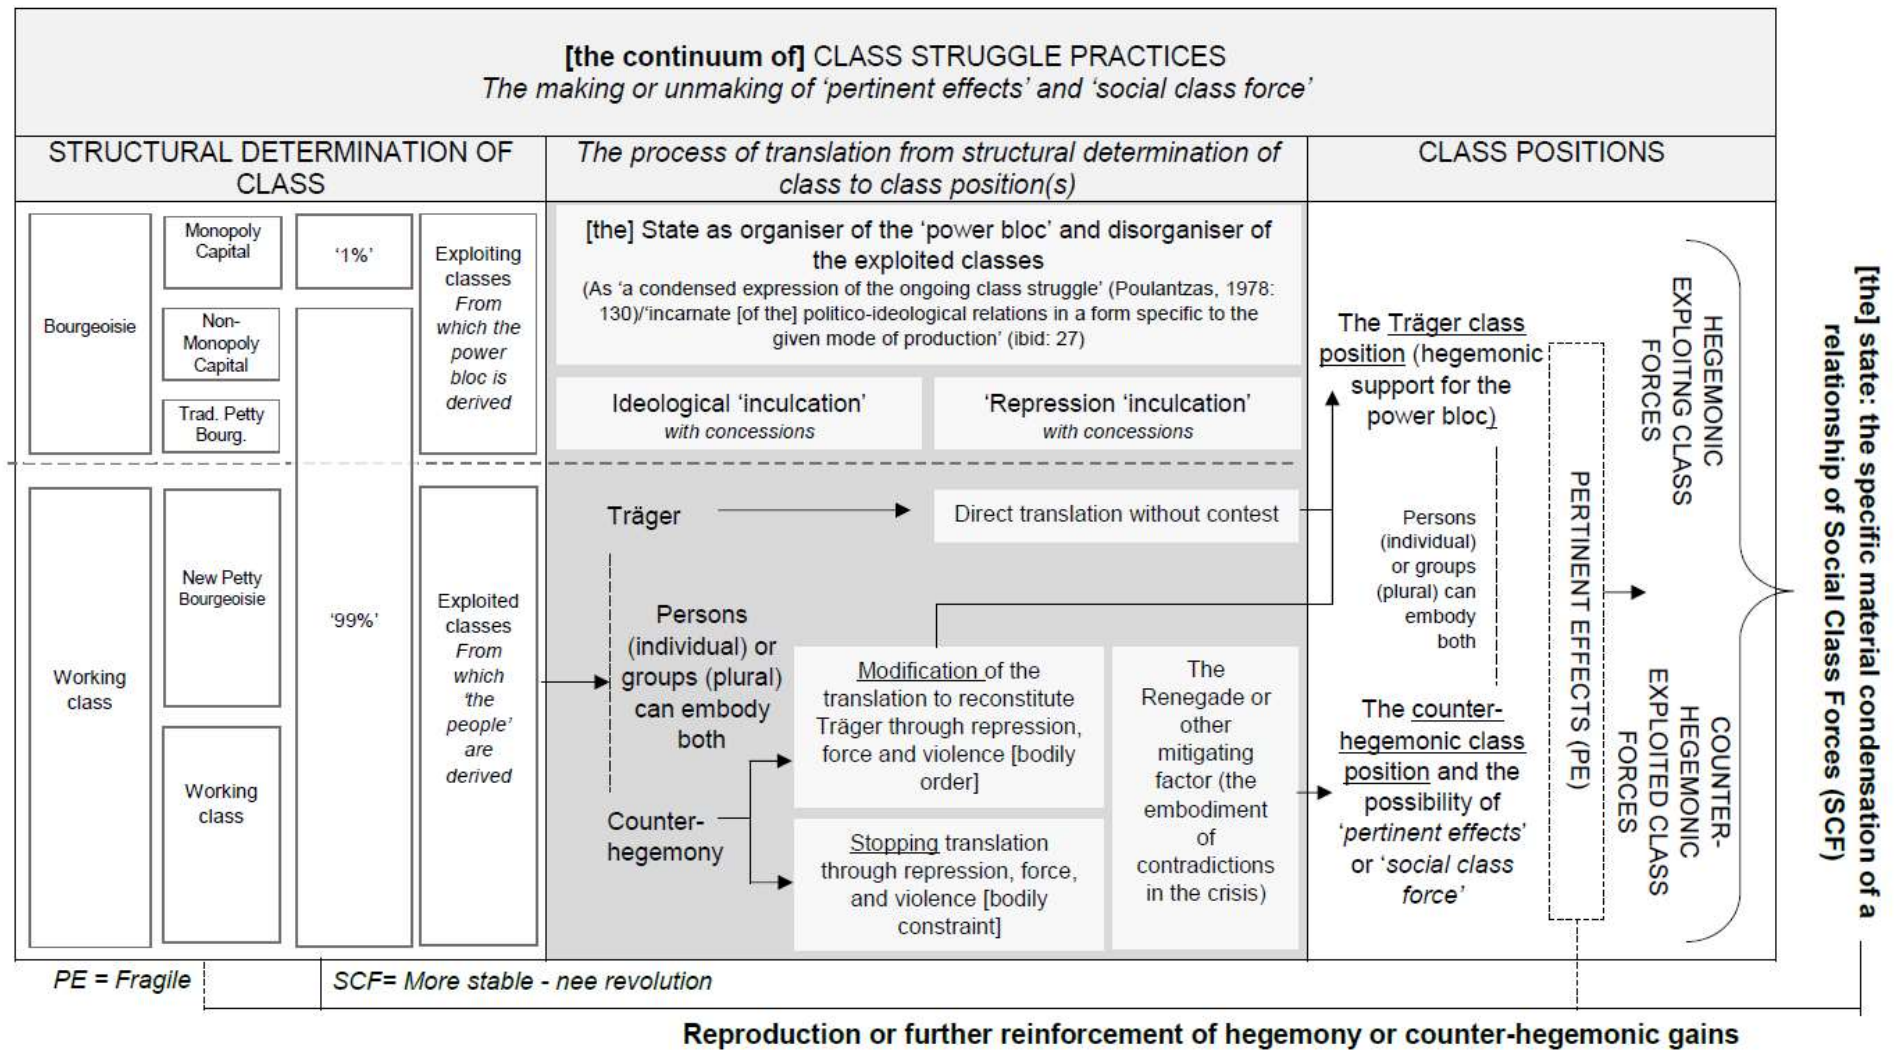 [the continuum of] CLASS STRUGGLE PRACTICES
The making or unmaking of ‘pertinent effects’ and ‘social class force’
STRUCTURAL DETERMINATION OF
CLASS
The process of translation from structural determination of
class to class position(s)
CLASS POSITIONS
Bourgeoisie
Monopoly
Capital
Non-
Monopoly
Capital
Trad. Petty
Bourg.
‘1%’
Exploiting
classes
From
which the
power
bloc is
derived
Working
class
New Petty
Bourgeoisie
Working
class
‘99%’
Exploited
classes
From
which
‘the
people’
are
derived
[the] State as organiser of the ‘power bloc’ and disorganiser of
the exploited classes
(As ‘a condensed expression of the ongoing class struggle’ (Poulantzas, 1978:
130)/‘incarnate [of the] politico-ideological relations in a form specific to the
given mode of production’ (ibid: 27)
Ideological ‘inculcation’
with concessions
‘Repression ‘inculcation’
with concessions
Träger
Direct translation without contest
Persons
(individual) or
groups (plural)
can embody
both
Counter-
hegemony
Modification of the
translation to reconstitute
Träger through repression,
force and violence [bodily
order]
Stopping translation
through repression, force,
and violence [bodily
constraint]
The
Renegade or
other
mitigating
factor (the
embodiment
of
contradictions
in the crisis)
The Träger class
position (hegemonic
support for the
power bloc)
Persons
(individual)
or groups
(plural) can
embody
both
The counter-
hegemonic class
position and the
possibility of
‘pertinent effects’
or ‘social class
force’
PERTINENT EFFECTS (PE)
HEGEMONIC
EXPLOITNG CLASS
FORCES
COUNTER-
HEGEMONIC
EXPLOITED CLASS
FORCES
[the] state: the specific material condensation of a
relationship of Social Class Forces (SCF)
PE = Fragile
SCF= More stable - nee revolution
Reproduction or further reinforcement of hegemony or counter-hegemonic gains